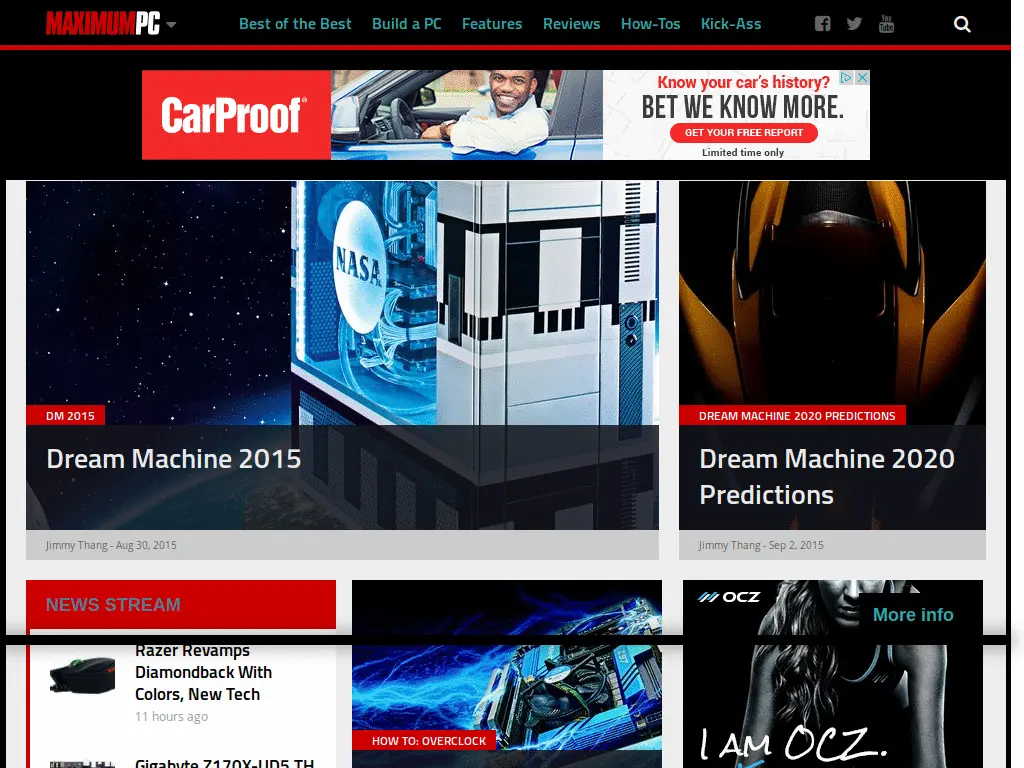 MAXIMUMPC
Best of the Best
Build a PC
Features
Reviews
How-Tos
Kick-Ass
You
Tube
CarProof®
Know your car's history?
BET WE KNOW MORE.
GET YOUR FREE REPORT
Limited time only
NASA
DM 2015
Dream Machine 2015
Jimmy Thang - Aug 30, 2015
DREAM MACHINE 2020 PREDICTIONS
Dream Machine 2020
Predictions
Jimmy Thang - Sep 2, 2015
NEWS STREAM
Razer Revamps
Diamondback With
Colors, New Tech
11 hours ago
Gigabyte Z170X-UD5 TH
Z97
HOW TO: OVERCLOCK
OCZ
More info
I AM OCZ.